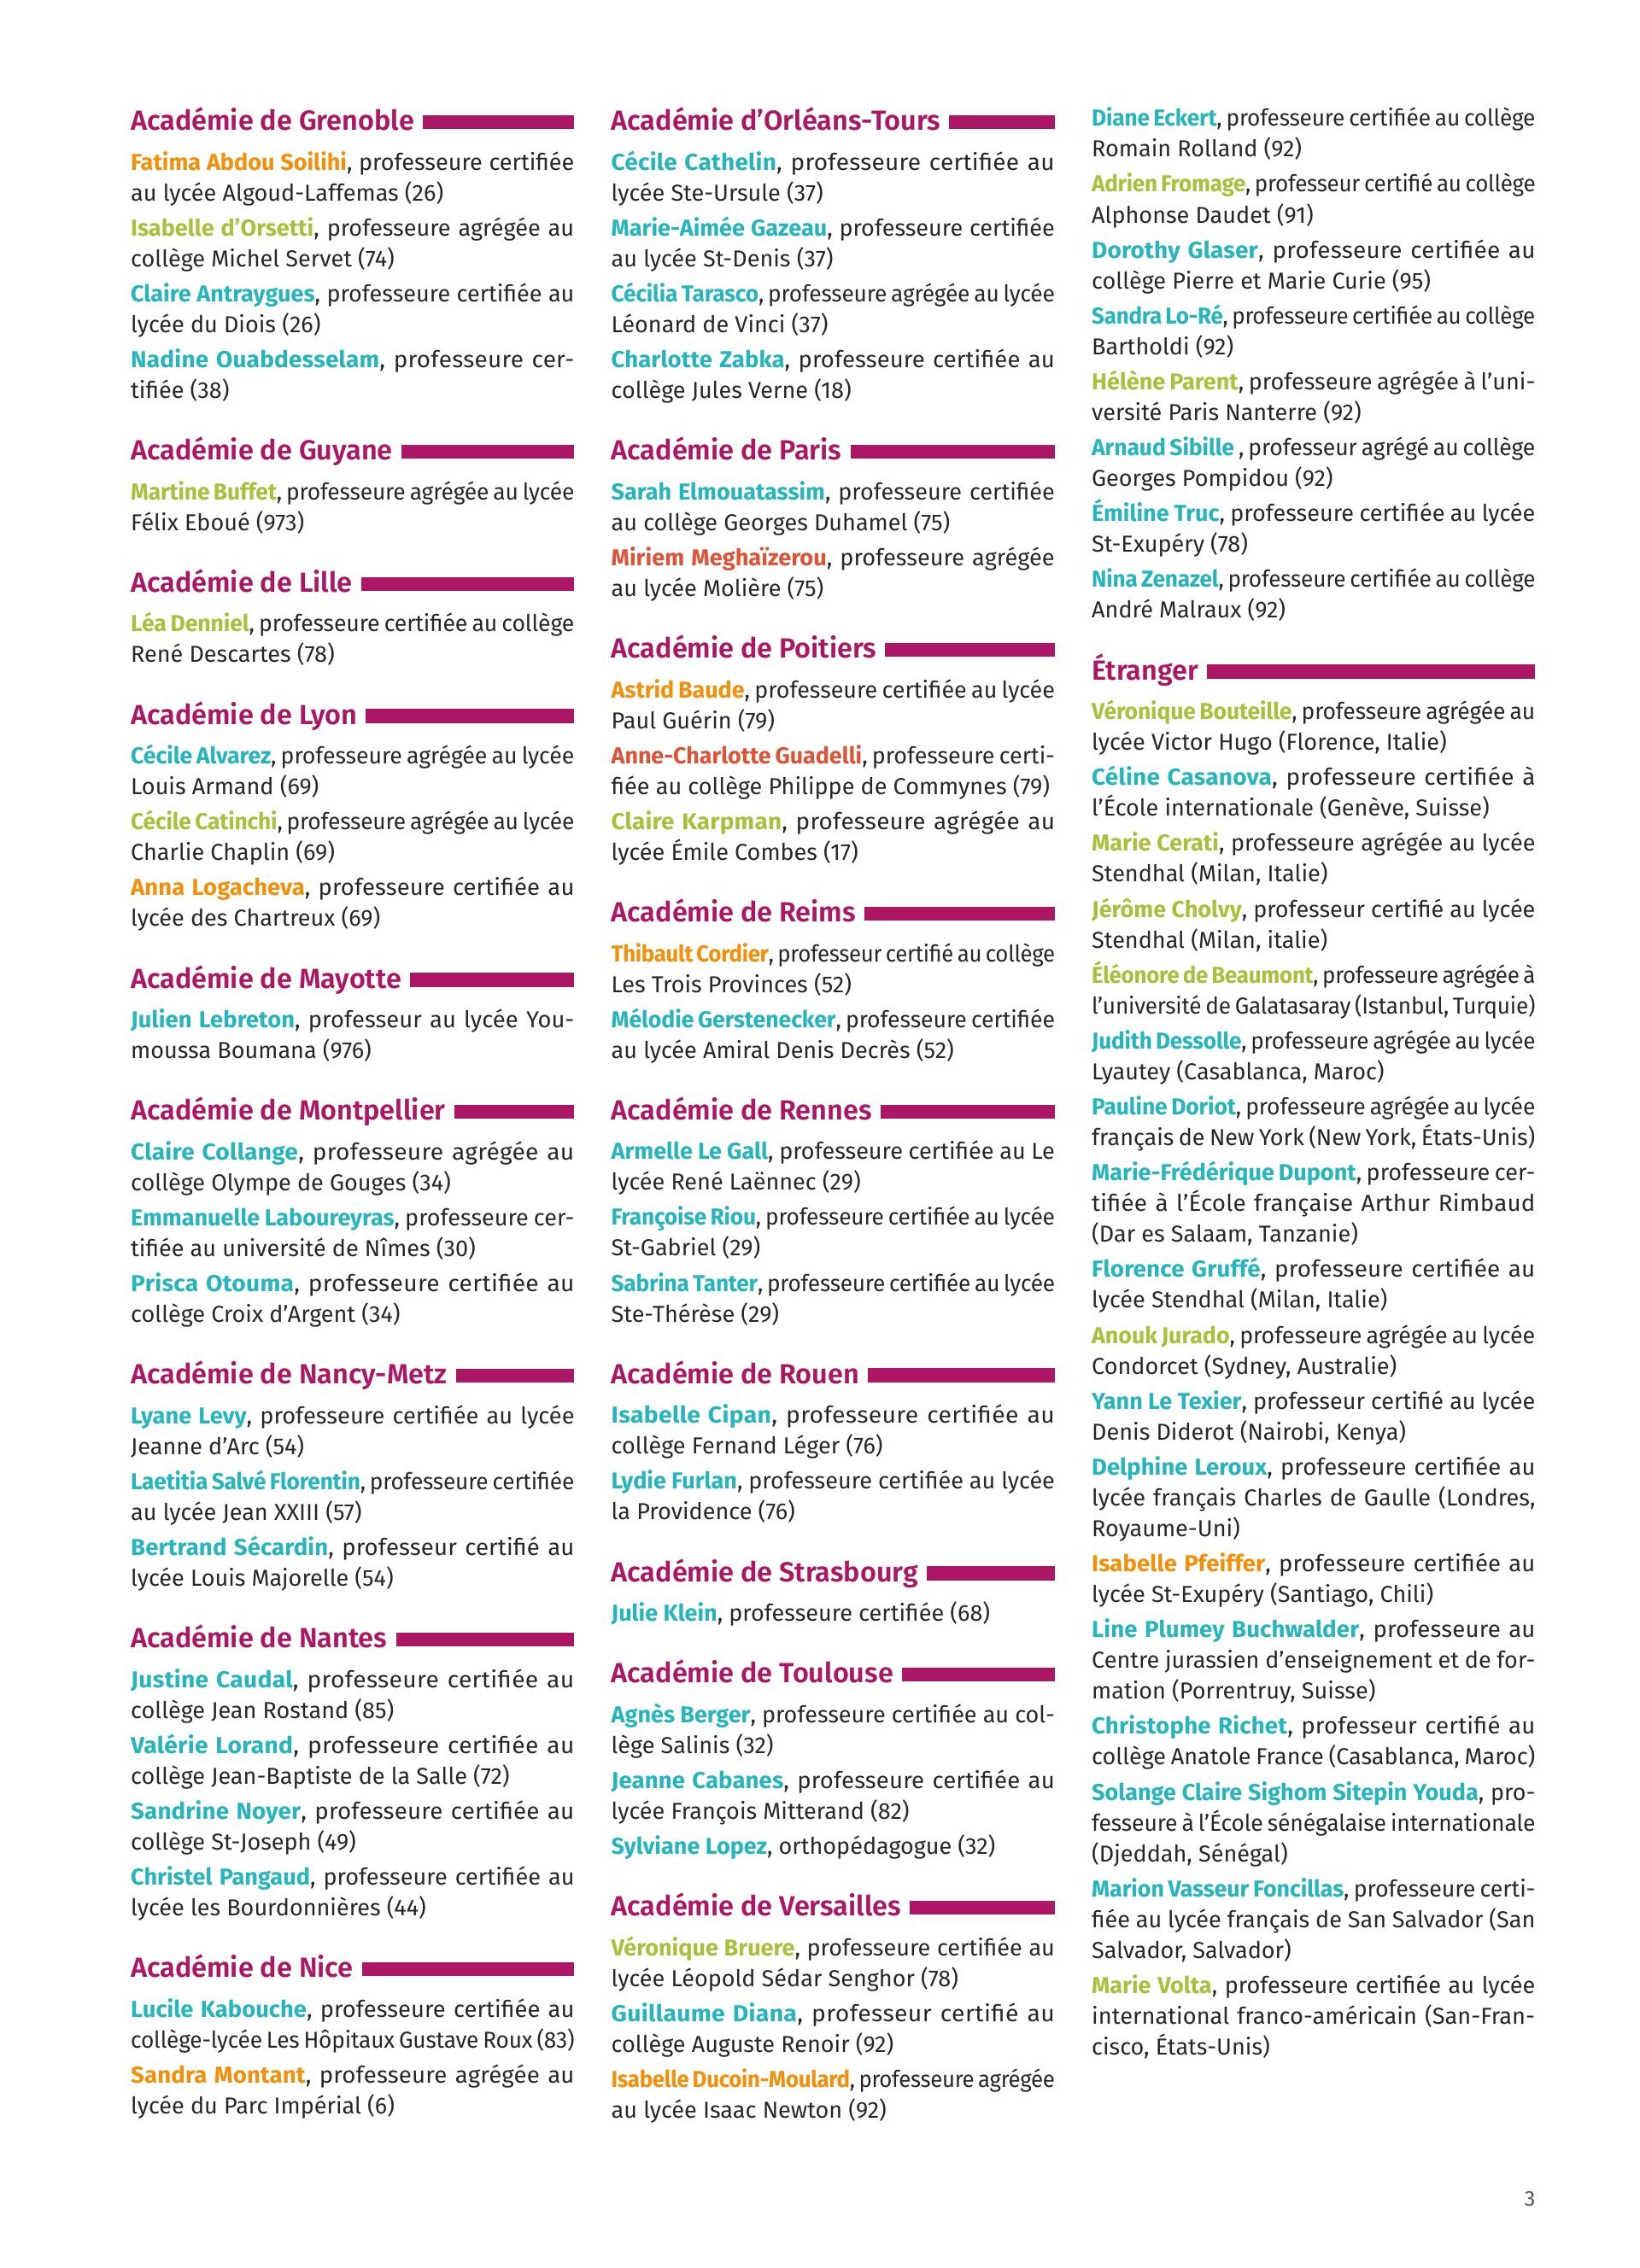 Académie de Grenoble
Fatima Abdou Soilihi, professeure certifiée
au lycée Algoud-Laffemas (26)
Isabelle d’Orsetti, professeure agrégée au
collège Michel Servet (74)
Claire Antraygues, professeure certifiée au
lycée du Diois (26)
Nadine Ouabdesselam, professeure cer-
tifiée (38)
Académie de Guyane
Martine Buffet, professeure agrégée au lycée
Félix Eboué (973)
Académie de Lille
Léa Denniel, professeure certifiée au collège
René Descartes (78)
Académie de Lyon
Cécile Alvarez, professeure agrégée au lycée
Louis Armand (69)
Cécile Catinchi, professeure agrégée au lycée
Charlie Chaplin (69)
Anna Logacheva, professeure certifiée au
lycée des Chartreux (69)
Académie de Mayotte
Julien Lebreton, professeur au lycée You-
moussa Boumana (976)
Académie de Montpellier
Claire Collange, professeure agrégée au
collège Olympe de Gouges (34)
Emmanuelle Laboureyras, professeure cer-
tifiée au université de Nîmes (30)
Prisca Otouma, professeure certifiée au
collège Croix d’Argent (34)
Académie de Nancy-Metz
Lyane Levy, professeure certifiée au lycée
Jeanne d’Arc (54)
Laetitia Salvé Florentin, professeure certifiée
au lycée Jean XXIII (57)
Bertrand Sécardin, professeur certifié au
lycée Louis Majorelle (54)
Académie de Nantes
Justine Caudal, professeure certifiée au
collège Jean Rostand (85)
Valérie Lorand, professeure certifiée au
collège Jean-Baptiste de la Salle (72)
Sandrine Noyer, professeure certifiée au
collège St-Joseph (49)
Christel Pangaud, professeure certifiée au
lycée les Bourdonnières (44)
Académie de Nice
Lucile Kabouche, professeure certifiée au
collège-lycée Les Hôpitaux Gustave Roux (83)
Sandra Montant, professeure agrégée au
lycée du Parc Impérial (6)
Académie d’Orléans-Tours
Cécile Cathelin, professeure certifiée au
lycée Ste-Ursule (37)
Marie-Aimée Gazeau, professeure certifiée
au lycée St-Denis (37)
Cécilia Tarasco, professeure agrégée au lycée
Léonard de Vinci (37)
Charlotte Zabka, professeure certifiée au
collège Jules Verne (18)
Académie de Paris
Sarah Elmouatassim, professeure certifiée
au collège Georges Duhamel (75)
Miriem Meghaïzerou, professeure agrégée
au lycée Molière (75)
Académie de Poitiers
Astrid Baude, professeure certifiée au lycée
Paul Guérin (79)
Anne-Charlotte Guadelli, professeure certi-
fiée au collège Philippe de Commynes (79)
Claire Karpman, professeure agrégée au
lycée Émile Combes (17)
Académie de Reims
Thibault Cordier, professeur certifié au collège
Les Trois Provinces (52)
Mélodie Gerstenecker, professeure certifiée
au lycée Amiral Denis Decrès (52)
Académie de Rennes
Armelle Le Gall, professeure certifiée au Le
lycée René Laënnec (29)
Françoise Riou, professeure certifiée au lycée
St-Gabriel (29)
Sabrina Tanter, professeure certifiée au lycée
Ste-Thérèse (29)
Académie de Rouen
Isabelle Cipan, professeure certifiée au
collège Fernand Léger (76)
Lydie Furlan, professeure certifiée au lycée
la Providence (76)
Académie de Strasbourg
Julie Klein, professeure certifiée (68)
Académie de Toulouse
Agnès Berger, professeure certifiée au col-
lège Salinis (32)
Jeanne Cabanes, professeure certifiée au
lycée François Mitterand (82)
Sylviane Lopez, orthopédagogue (32)
Académie de Versailles
Véronique Bruere, professeure certifiée au
lycée Léopold Sédar Senghor (78)
Guillaume Diana, professeur certifié au
collège Auguste Renoir (92)
Isabelle Ducoin-Moulard, professeure agrégée
au lycée Isaac Newton (92)
Diane Eckert, professeure certifiée au collège
Romain Rolland (92)
Adrien Fromage, professeur certifié au collège
Alphonse Daudet (91)
Dorothy Glaser, professeure certifiée au
collège Pierre et Marie Curie (95)
Sandra Lo-Ré, professeure certifiée au collège
Bartholdi (92)
Hélène Parent, professeure agrégée à l’uni-
versité Paris Nanterre (92)
Arnaud Sibille , professeur agrégé au collège
Georges Pompidou (92)
Émiline Truc, professeure certifiée au lycée
St-Exupéry (78)
Nina Zenazel, professeure certifiée au collège
André Malraux (92)
Étranger
Véronique Bouteille, professeure agrégée au
lycée Victor Hugo (Florence, Italie)
Céline Casanova, professeure certifiée à
l’École internationale (Genève, Suisse)
Marie Cerati, professeure agrégée au lycée
Stendhal (Milan, Italie)
Jérôme Cholvy, professeur certifié au lycée
Stendhal (Milan, italie)
Éléonore de Beaumont, professeure agrégée à
l’université de Galatasaray (Istanbul, Turquie)
Judith Dessolle, professeure agrégée au lycée
Lyautey (Casablanca, Maroc)
Pauline Doriot, professeure agrégée au lycée
français de New York (New York, États-Unis)
Marie-Frédérique Dupont, professeure cer-
tifiée à l’École française Arthur Rimbaud
(Dar es Salaam, Tanzanie)
Florence Gruffé, professeure certifiée au
lycée Stendhal (Milan, Italie)
Anouk Jurado, professeure agrégée au lycée
Condorcet (Sydney, Australie)
Yann Le Texier, professeur certifié au lycée
Denis Diderot (Nairobi, Kenya)
Delphine Leroux, professeure certifiée au
lycée français Charles de Gaulle (Londres,
Royaume-Uni)
Isabelle Pfeiffer, professeure certifiée au
lycée St-Exupéry (Santiago, Chili)
Line Plumey Buchwalder, professeure au
Centre jurassien d’enseignement et de for-
mation (Porrentruy, Suisse)
Christophe Richet, professeur certifié au
collège Anatole France (Casablanca, Maroc)
Solange Claire Sighom Sitepin Youda, pro-
fesseure à l’École sénégalaise internationale
(Djeddah, Sénégal)
Marion Vasseur Foncillas, professeure certi-
fiée au lycée français de San Salvador (San
Salvador, Salvador)
Marie Volta, professeure certifiée au lycée
international franco-américain (San-Fran-
cisco, États-Unis)
3